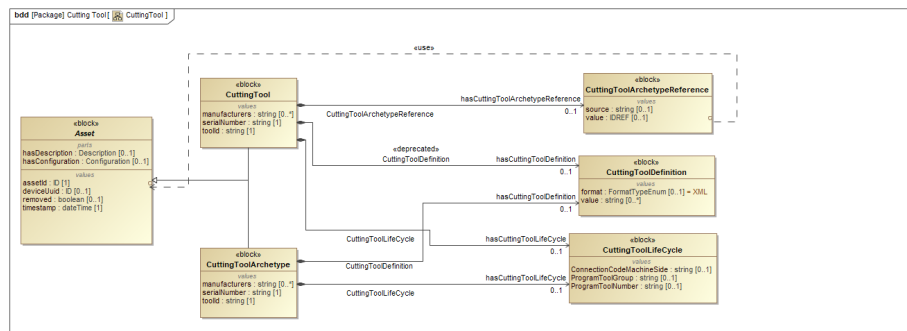 bdd [Package] Cutting Tool [ CuttingTool ]
«use»
«block»
CuttingTool
values
manufacturers : string [0..*]
serialNumber : string [1]
toolId : string [1]
«block»
CuttingToolArchetypeReference
values
source : string [0..1]
value : IDREF [0..1]
hasCuttingToolArchetypeReference
0..1
CuttingToolArchetypeReference
«block»
Asset
parts
hasDescription : Description [0..1]
hasConfiguration : Configuration [0..1]
values
assetId : ID [1]
deviceUuid : ID [0..1]
removed : boolean [0..1]
timestamp : dateTime [1]
«deprecated»
CuttingToolDefinition
hasCuttingToolDefinition
0..1
«block»
CuttingToolDefinition
values
format : FormatTypeEnum [0..1] = XML
value : string [0..*]
hasCuttingToolDefinition
0..1
«block»
CuttingToolArchetype
values
manufacturers : string [0..*]
serialNumber : string [1]
toolId : string [1]
CuttingToolLifeCycle
hasCuttingToolLifeCycle
0..1
CuttingToolDefinition
hasCuttingToolLifeCycle
0..1
CuttingToolLifeCycle
«block»
CuttingToolLifeCycle
values
ConnectionCodeMachineSide : string [0..1]
ProgramToolGroup : string [0..1]
ProgramToolNumber : string [0..1]